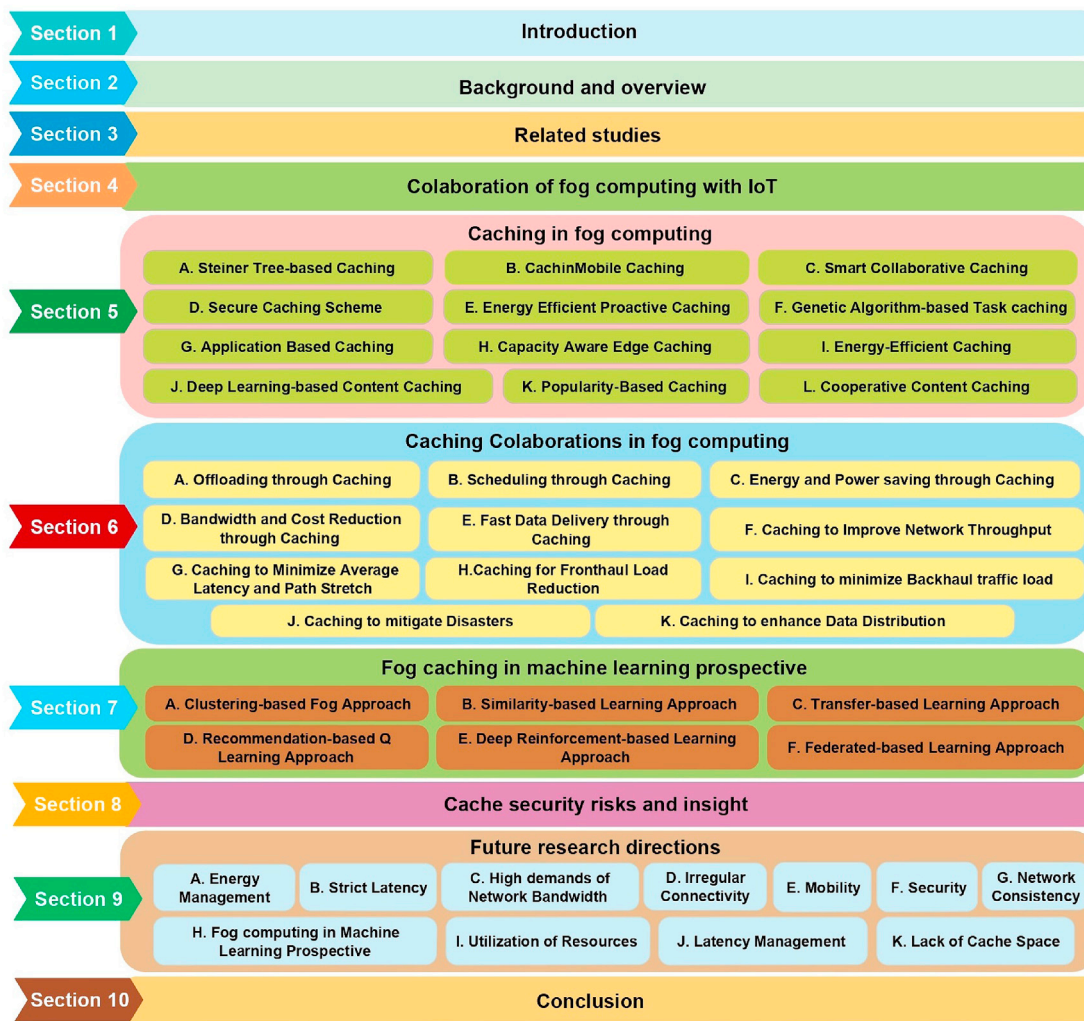 Section 1
Introduction
Section 2
Background and overview
Section 3
Related studies
Section 4
Colaboration of fog computing with IoT
Section 5
Caching in fog computing
A. Steiner Tree-based Caching
B. CachinMobile Caching
C. Smart Collaborative Caching
D. Secure Caching Scheme
E. Energy Efficient Proactive Caching
F. Genetic Algorithm-based Task caching
G. Application Based Caching
H. Capacity Aware Edge Caching
I. Energy-Efficient Caching
J. Deep Learning-based Content Caching
K. Popularity-Based Caching
L. Cooperative Content Caching
Section 6
Caching Colaborations in fog computing
A. Offloading through Caching
B. Scheduling through Caching
C. Energy and Power saving through Caching
D. Bandwidth and Cost Reduction
through Caching
E. Fast Data Delivery through
Caching
F. Caching to Improve Network Throughput
G. Caching to Minimize Average
Latency and Path Stretch
H.Caching for Fronthaul Load
Reduction
I. Caching to minimize Backhaul traffic load
J. Caching to mitigate Disasters
K. Caching to enhance Data Distribution
Section 7
Fog caching in machine learning prospective
A. Clustering-based Fog Approach
B. Similarity-based Learning Approach
C. Transfer-based Learning Approach
D. Recommendation-based Q
Learning Approach
E. Deep Reinforcement-based Learning
Approach
F. Federated-based Learning Approach
Section 8
Cache security risks and insight
Section 9
Future research directions
A. Energy
Management
B. Strict Latency
C. High demands of
Network Bandwidth
D. Irregular
Connectivity
E. Mobility
F. Security
G. Network
Consistency
H. Fog computing in Machine
Learning Prospective
I. Utilization of Resources
J. Latency Management
K. Lack of Cache Space
Section 10
Conclusion